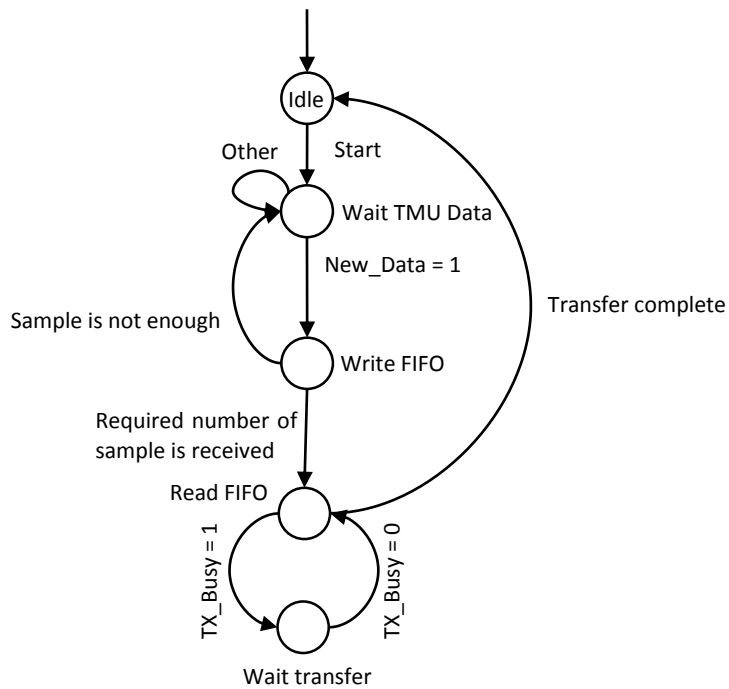 Idle
Start
Other
Wait TMU Data
New_Data = 1
Sample is not enough
Transfer complete
Write FIFO
Required number of
sample is received
Read FIFO
TX_Busy = 1
TX_Busy = 0
Wait transfer